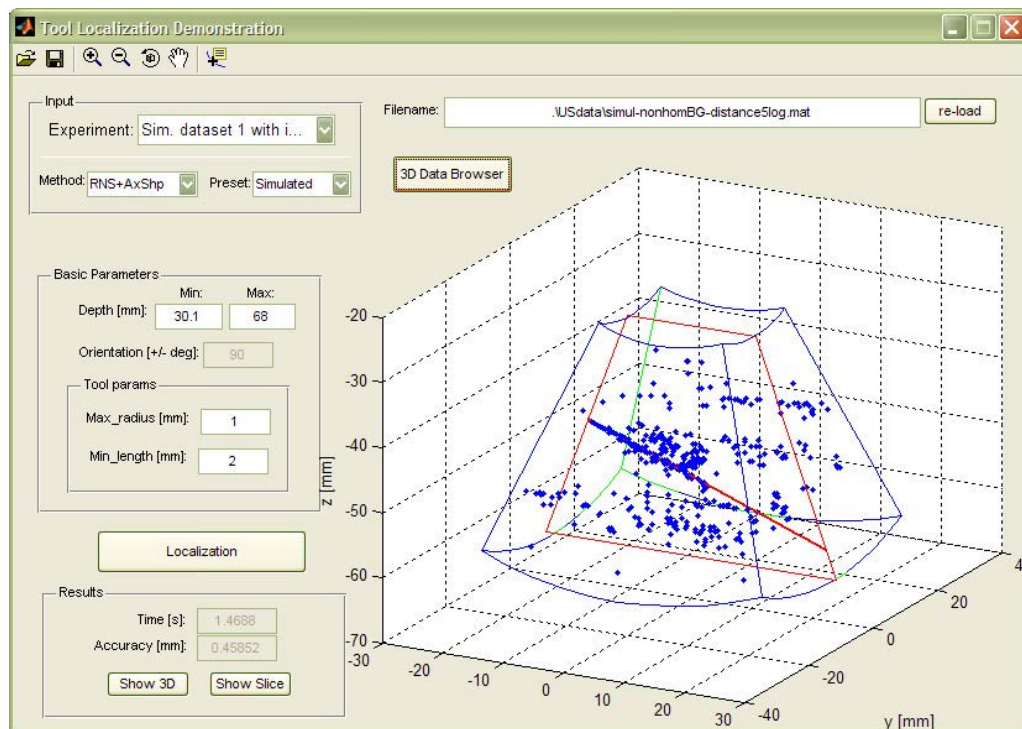 Tool Localization Demonstration
Input
Experiment: Sim. dataset 1 with i...
Method: RNS+AxShp Preset: Simulated
Filename: .\USdata\simul-nonhomBG-distance5log.mat re-load
3D Data Browser
Basic Parameters
Min: Max:
Depth [mm]: 30.1 68
Orientation [+/- deg]: 90
Tool params
Max_radius [mm]: 1
Min_length [mm]: 2
Localization
Results
Time [s]: 1.4688
Accuracy [mm]: 0.45852
Show 3D Show Slice
z [mm]
-20
-30
-40
-50
-60
-70
-30 -20 -10 0 10 20 30
-40 -20 0 20 4
y [mm]